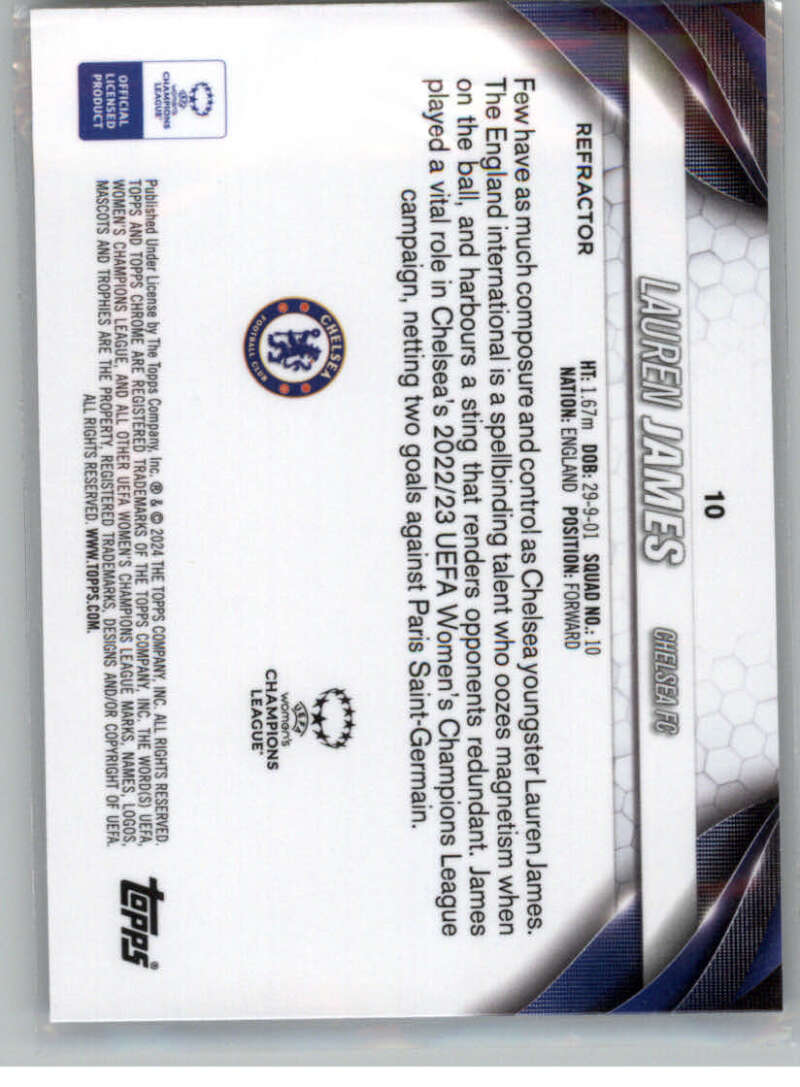 10
LAUREN JAMES CHELSEA FC
REFRACTOR
HT: 1.67m DOB: 29-9-01 SQUAD NO.: 10
NATION: ENGLAND POSITION: FORWARD
Few have as much composure and control as Chelsea youngster Lauren James.
The England international is a spellbinding talent who oozes magnetism when
on the ball, and harbours a sting that renders opponents redundant. James
played a vital role in Chelsea's 2022/23 UEFA Women's Champions League
campaign, netting two goals against Paris Saint-Germain.
CHELSEA
FOOTBALL CLUB
UEFA
women's
CHAMPIONS
LEAGUE™
UEFA
women's
CHAMPIONS
LEAGUE
OFFICIAL
LICENSED
PRODUCT
Published Under License by The Topps Company, Inc. ® & © 2024 THE TOPPS COMPANY, INC. ALL RIGHTS RESERVED.
TOPPS AND TOPPS CHROME ARE REGISTERED TRADEMARKS OF THE TOPPS COMPANY, INC. THE WORD(S) UEFA,
WOMEN'S CHAMPIONS LEAGUE, AND ALL OTHER UEFA WOMEN'S CHAMPIONS LEAGUE MARKS, NAMES, LOGOS,
MASCOTS AND TROPHIES ARE THE PROPERTY, REGISTERED TRADEMARKS, DESIGNS AND/OR COPYRIGHT OF UEFA.
ALL RIGHTS RESERVED. WWW.TOPPS.COM.
topps®